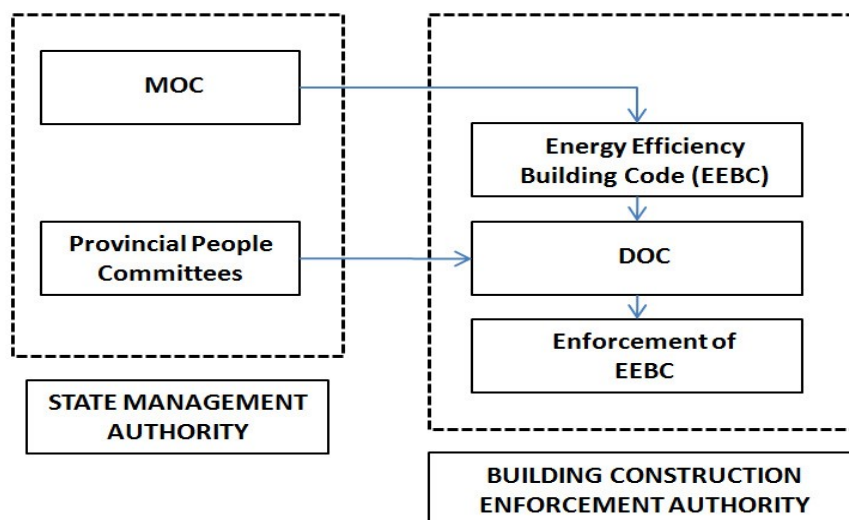 MOC
Energy Efficiency
Building Code (EEBC)
Provincial People
Committees
DOC
Enforcement of
EEBC
STATE MANAGEMENT
AUTHORITY
BUILDING CONSTRUCTION
ENFORCEMENT AUTHORITY